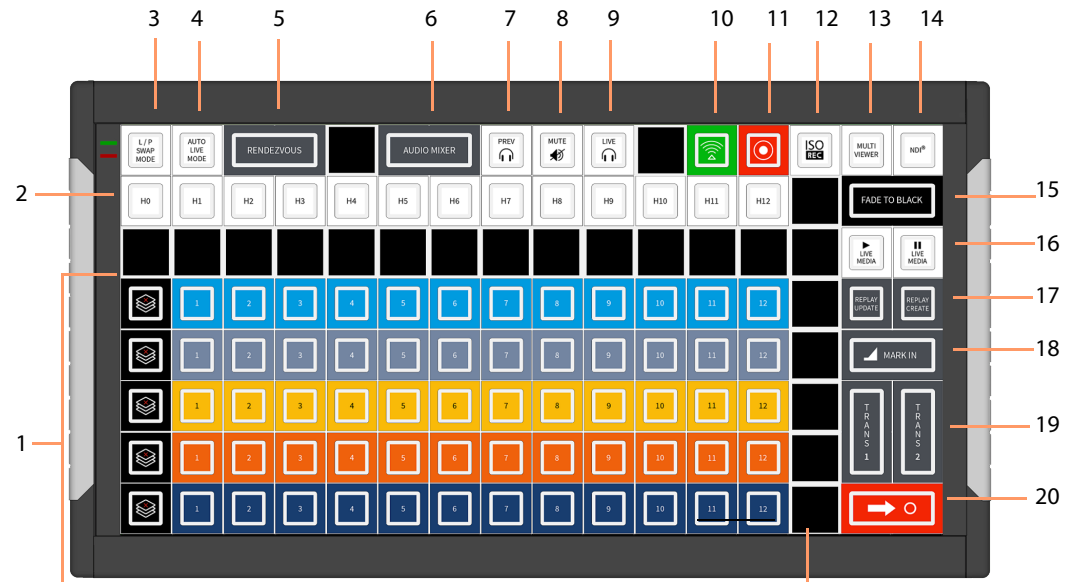 3 4 5 6 7 8 9 10 11 12 13 14
L / P SWAP MODE
AUTO LIVE MODE
RENDEZVOUS
AUDIO MIXER
PREV
MUTE
LIVE
ISO REC
MULTI VIEWER
NDI®
2
H0 H1 H2 H3 H4 H5 H6 H7 H8 H9 H10 H11 H12
FADE TO BLACK
15
LIVE MEDIA
LIVE MEDIA
16
1 2 3 4 5 6 7 8 9 10 11 12
REPLAY UPDATE
REPLAY CREATE
17
1 2 3 4 5 6 7 8 9 10 11 12
MARK IN
18
1 2 3 4 5 6 7 8 9 10 11 12
TRANS 1
TRANS 2
19
1
1 2 3 4 5 6 7 8 9 10 11 12
1 2 3 4 5 6 7 8 9 10 11 12
20